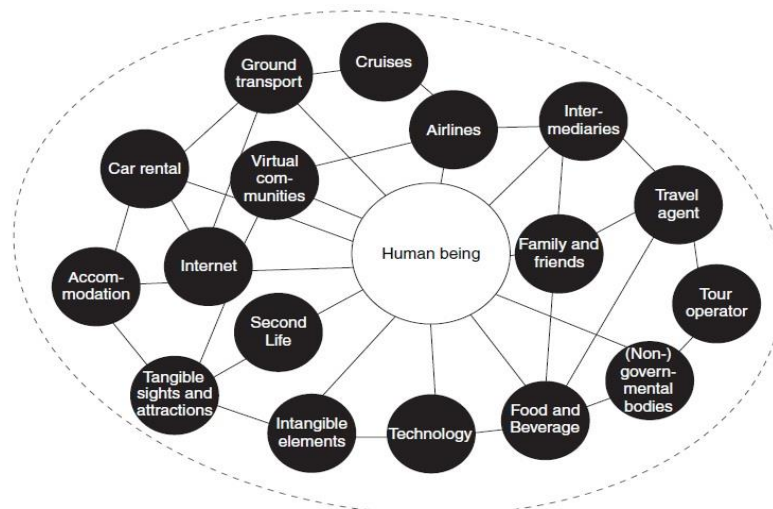 Ground
transport
Cruises
Airlines
Inter-
mediaries
Car rental
Virtual
com-
munities
Travel
agent
Human being
Family and
friends
Accom-
modation
Internet
Tour
operator
Second
Life
(Non-)
govern-
mental
bodies
Tangible
sights and
attractions
Intangible
elements
Technology
Food and
Beverage